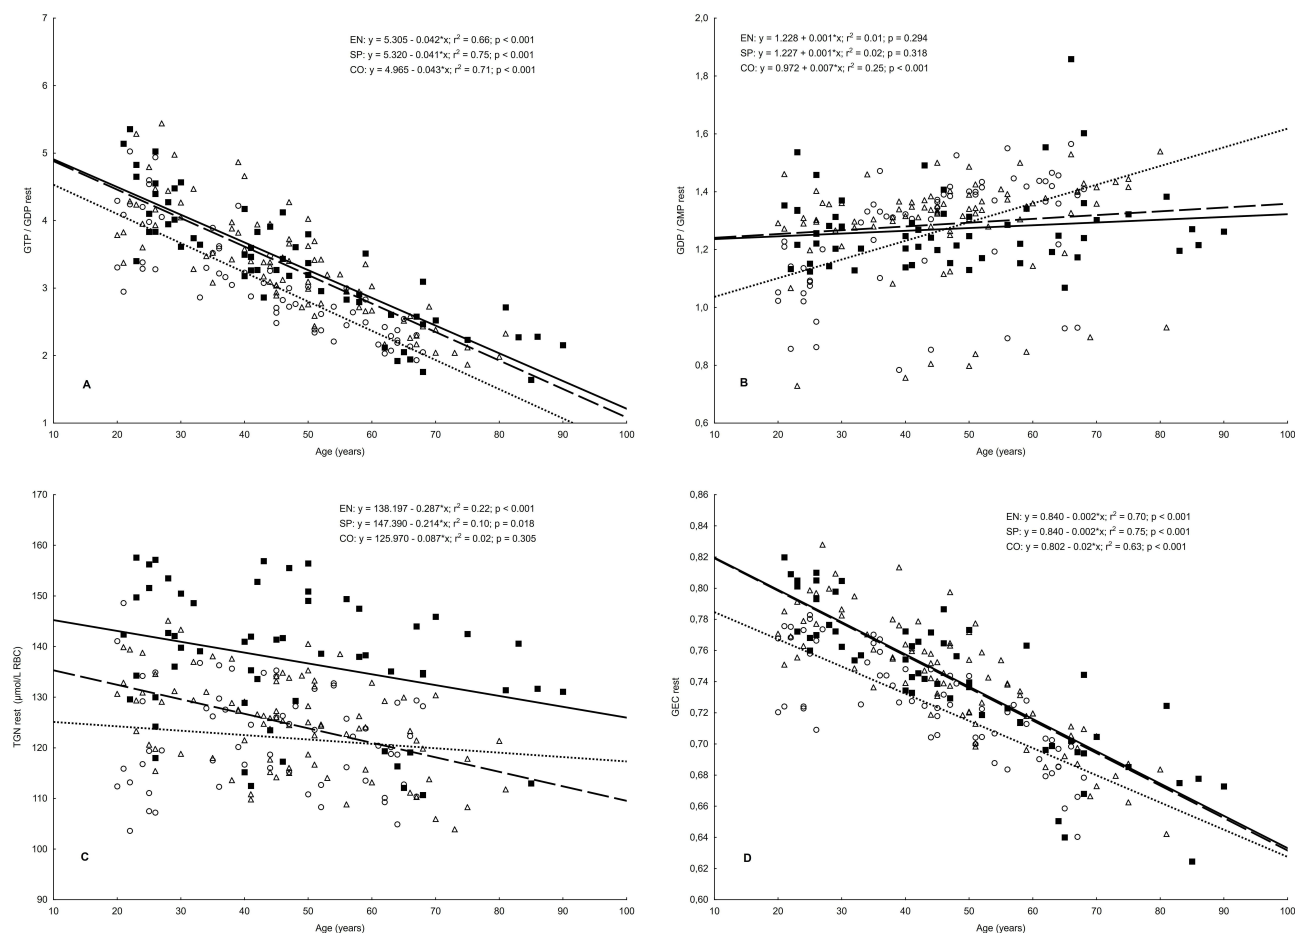 7
6
5
4
3
2
1
GTP / GDP rest
EN: y = 5.305 - 0.042*x; r² = 0.66; p < 0.001
SP: y = 5.320 - 0.041*x; r² = 0.75; p < 0.001
CO: y = 4.965 - 0.043*x; r² = 0.71; p < 0.001
A
10 20 30 40 50 60 70 80 90 100
Age (years)
2,0
1,8
1,6
1,4
1,2
1,0
0,8
0,6
GDP / GMP rest
EN: y = 1.228 + 0.001*x; r² = 0.01; p = 0.294
SP: y = 1.227 + 0.001*x; r² = 0.02; p = 0.318
CO: y = 0.972 + 0.007*x; r² = 0.25; p < 0.001
B
10 20 30 40 50 60 70 80 90 100
Age (years)
170
160
150
140
130
120
110
100
90
TGN rest (µmol/L RBC)
EN: y = 138.197 - 0.287*x; r² = 0.22; p < 0.001
SP: y = 147.390 - 0.214*x; r² = 0.10; p = 0.018
CO: y = 125.970 - 0.087*x; r² = 0.02; p = 0.305
C
10 20 30 40 50 60 70 80 90 100
Age (years)
0,86
0,84
0,82
0,80
0,78
0,76
0,74
0,72
0,70
0,68
0,66
0,64
0,62
0,60
GEC rest
EN: y = 0.840 - 0.002*x; r² = 0.70; p < 0.001
SP: y = 0.840 - 0.002*x; r² = 0.75; p < 0.001
CO: y = 0.802 - 0.02*x; r² = 0.63; p < 0.001
D
10 20 30 40 50 60 70 80 90 100
Age (years)